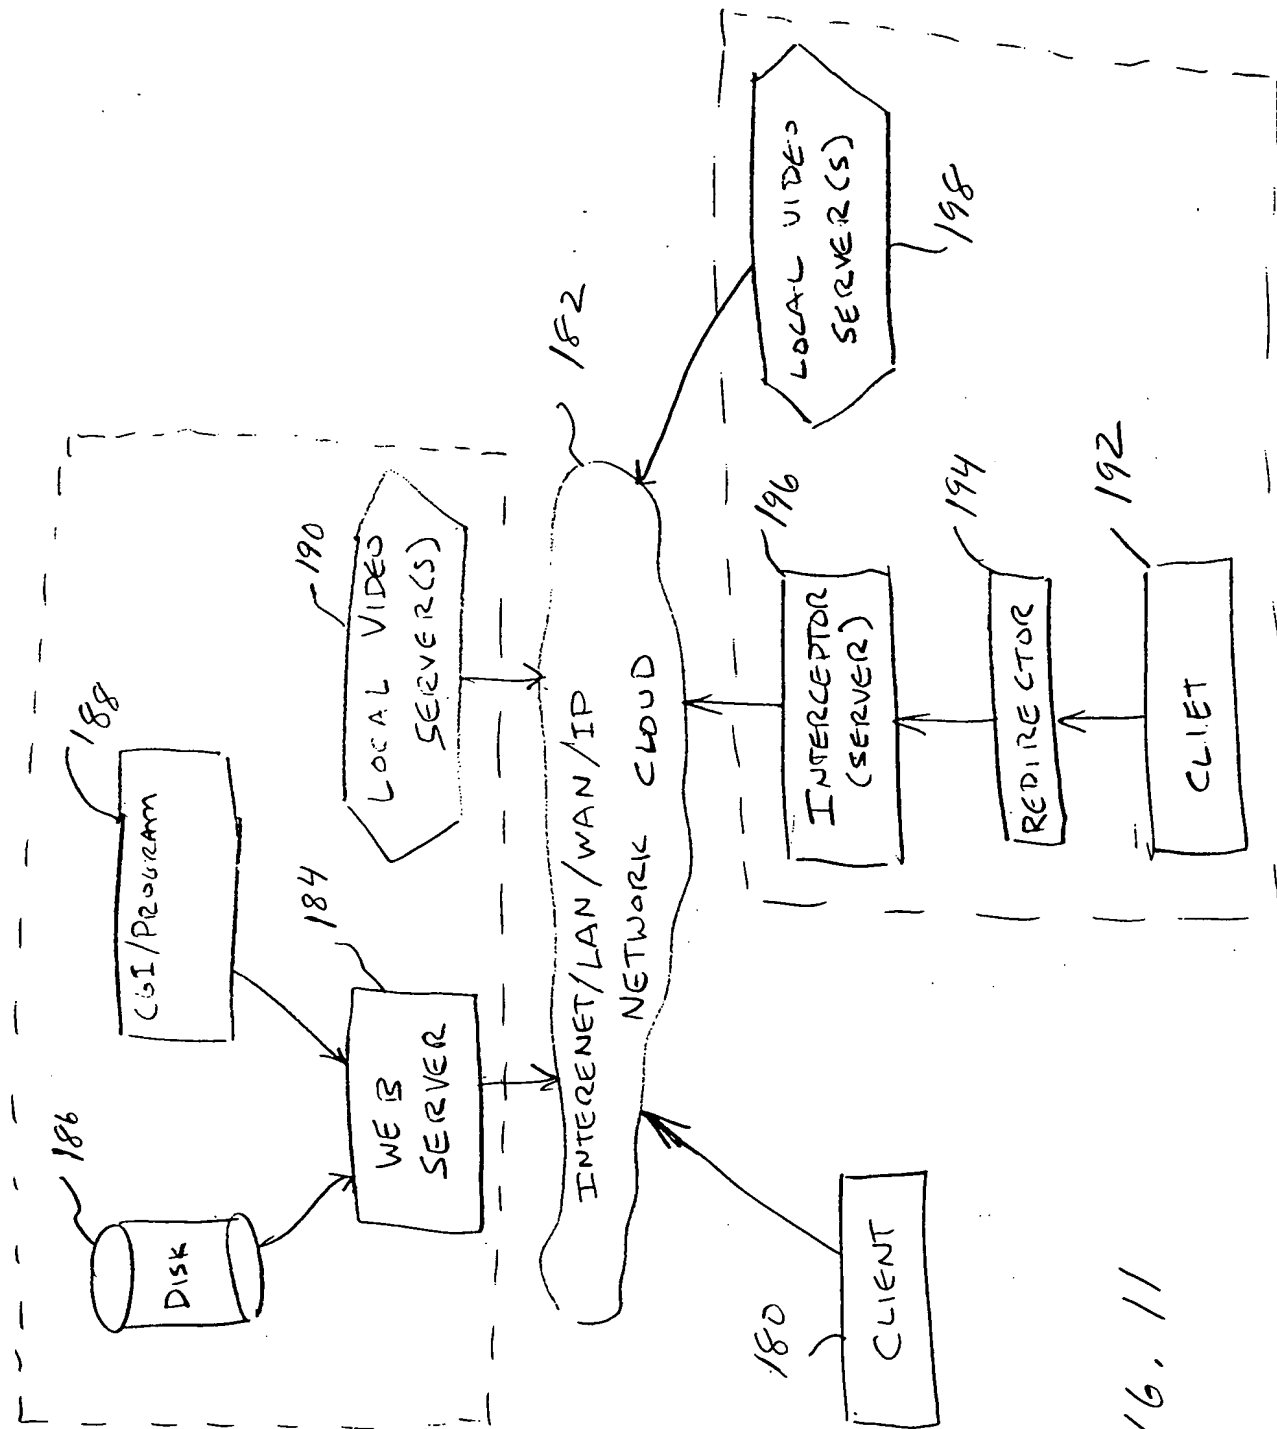 186
DISK
188
CGI/PROGRAM
184
WEB
SERVER
190
LOCAL VIDEO
SERVER(S)
182
INTERENET/LAN/WAN/IP
NETWORK CLOUD
180
CLIENT
196
INTERCEPTOR
(SERVER)
194
REDIRECTOR
192
CLIET
LOCAL VIDEO
SERVER(S)
198
16. 11